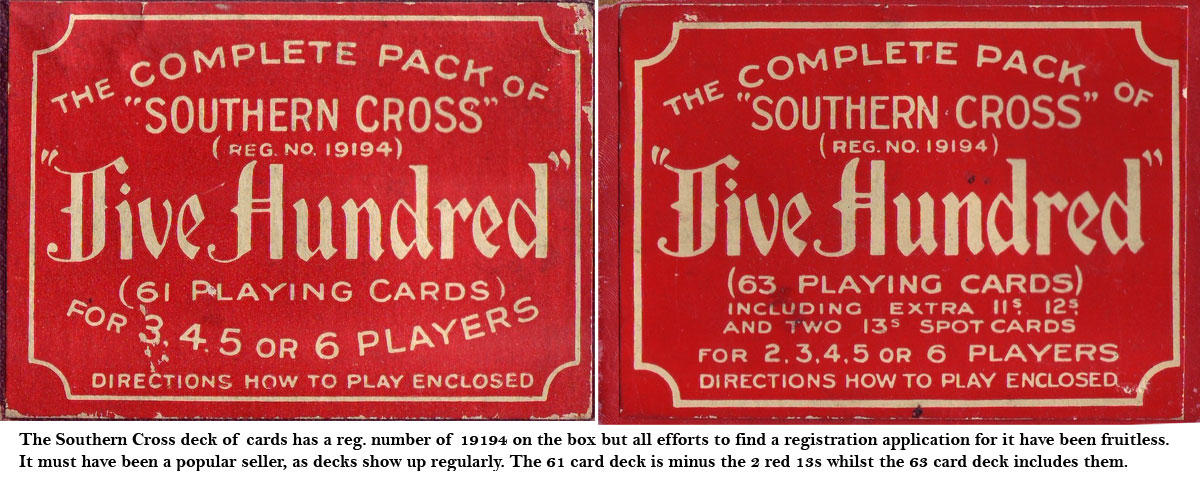 THE COMPLETE PACK OF
"SOUTHERN CROSS"
(REG. NO. 19194)
"Five Hundred"
(61 PLAYING CARDS)
FOR 3, 4, 5 OR 6 PLAYERS
DIRECTIONS HOW TO PLAY ENCLOSED
THE COMPLETE PACK OF
"SOUTHERN CROSS"
(REG. NO. 19194)
"Five Hundred"
(63 PLAYING CARDS)
INCLUDING EXTRA 11S, 12S,
AND TWO 13S SPOT CARDS
FOR 2, 3, 4, 5 OR 6 PLAYERS
DIRECTIONS HOW TO PLAY ENCLOSED
The Southern Cross deck of cards has a reg. number of 19194 on the box but all efforts to find a registration application for it have been fruitless.
It must have been a popular seller, as decks show up regularly. The 61 card deck is minus the 2 red 13s whilst the 63 card deck includes them.